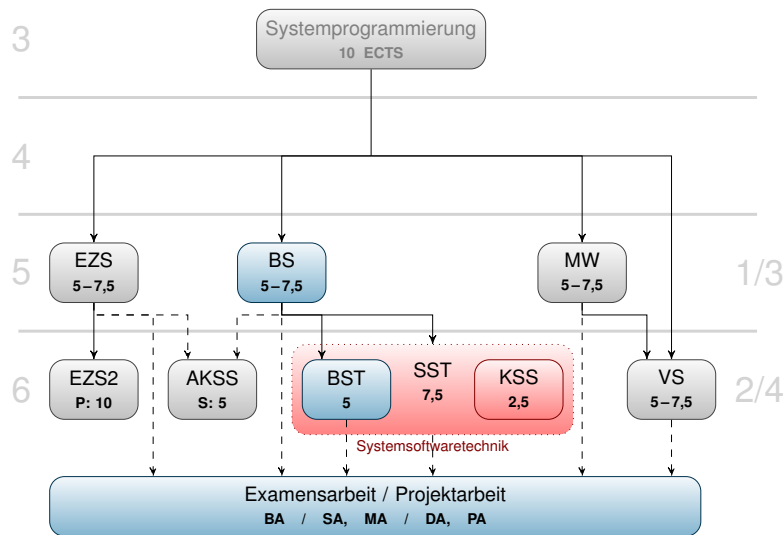 3
Systemprogrammierung
10 ECTS
4
5
EZS
5–7,5
BS
5–7,5
MW
5–7,5
1/3
6
EZS2
P: 10
AKSS
S: 5
BST
5
SST
7,5
KSS
2,5
VS
5–7,5
2/4
Systemsoftwaretechnik
Examensarbeit / Projektarbeit
BA / SA, MA / DA, PA